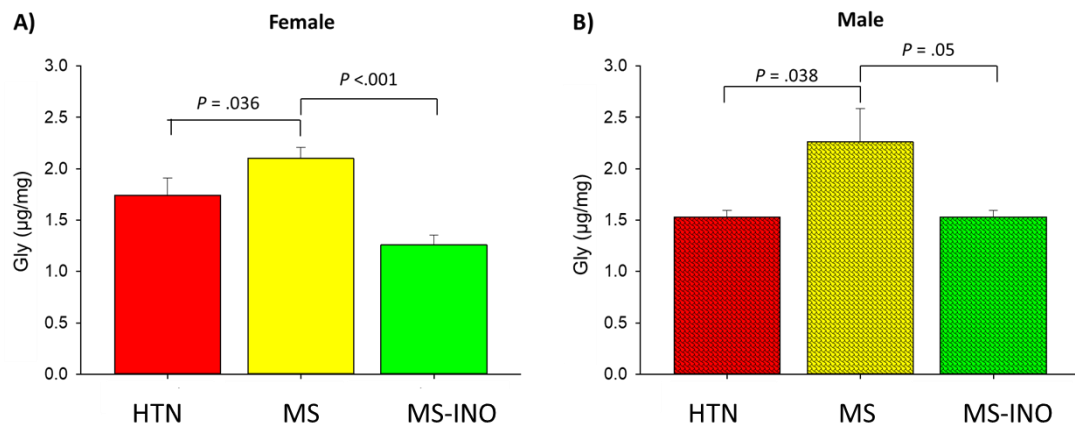 A) Female
P <.001
P = .036
3.0
2.5
2.0
1.5
1.0
0.5
0.0
Gly (µg/mg)
HTN MS MS-INO
B) Male
P = .05
P = .038
3.0
2.5
2.0
1.5
1.0
0.5
0.0
Gly (µg/mg)
HTN MS MS-INO